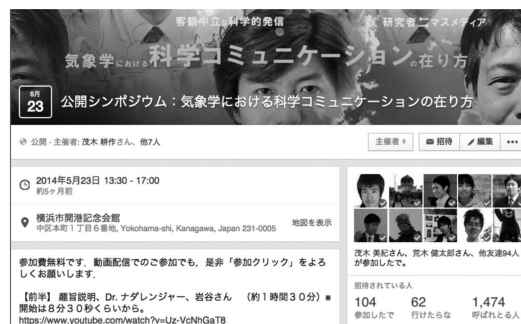 客観中立な科学的発信
研究者⇔マスメディア
気象学における科学コミュニケーションの在り方
5月
23
公開シンポジウム：気象学における科学コミュニケーションの在り方
公開・主催者: 茂木 耕作さん、他7人
主催者
招待
編集
•••
2014年5月23日 13:30 - 17:00
約5ヶ月前
横浜市開港記念会館
中区本町１丁目６番地, Yokohama-shi, Kanagawa, Japan 231-0005
地図を表示
茂木 美紀さん、荒木 健太郎さん、他友達94人
が参加したで。
参加費無料です．動画配信でのご参加でも，是非「参加クリック」をよろ
しくお願いします．
【前半】 趣旨説明、Dr. ナダレンジャー、岩谷さん （約１時間３０分）※
開始は８分３０秒くらいから。
https://www.youtube.com/watch?v=Uz-VcNhGaT8
招待されている人
104
参加したで
62
行けたらな
1,474
呼ばれとる人